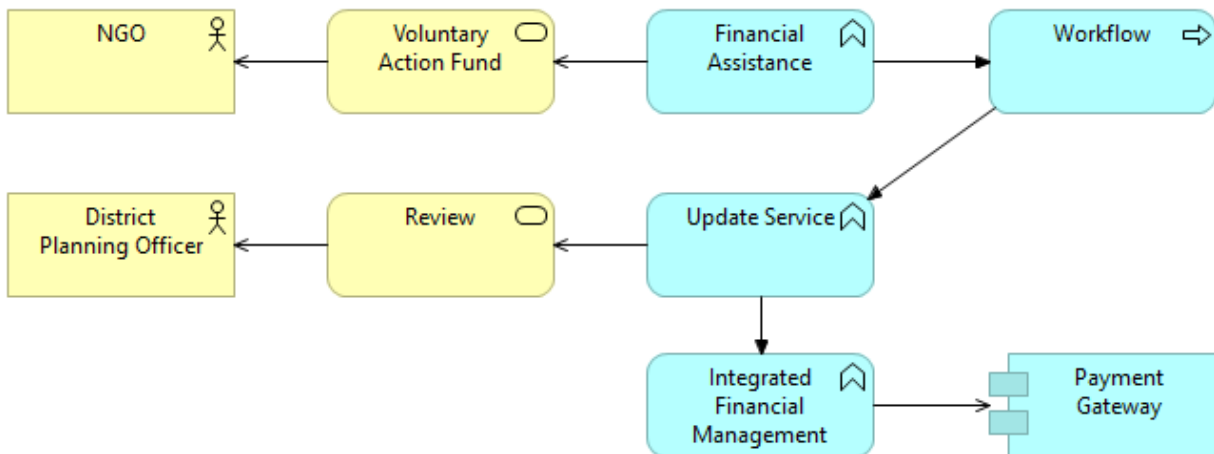 NGO
Voluntary
Action Fund
Financial
Assistance
Workflow
District
Planning Officer
Review
Update Service
Integrated
Financial
Management
Payment
Gateway